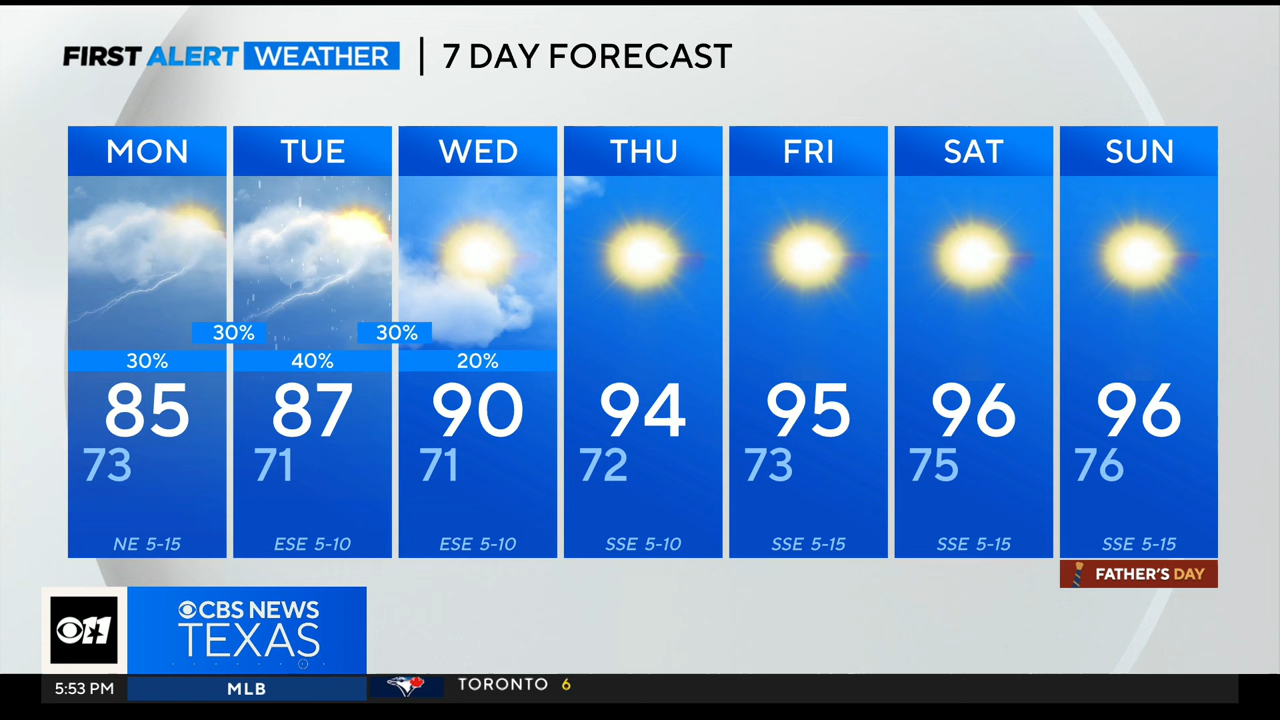 FIRST ALERT WEATHER | 7 DAY FORECAST
MON TUE WED THU FRI SAT SUN
30% 30%
30% 40% 20%
85 87 90 94 95 96 96
73 71 71 72 73 75 76
NE 5-15 ESE 5-10 ESE 5-10 SSE 5-10 SSE 5-15 SSE 5-15 SSE 5-15
FATHER'S DAY
11 CBS NEWS
TEXAS
5:53 PM MLB TORONTO 6